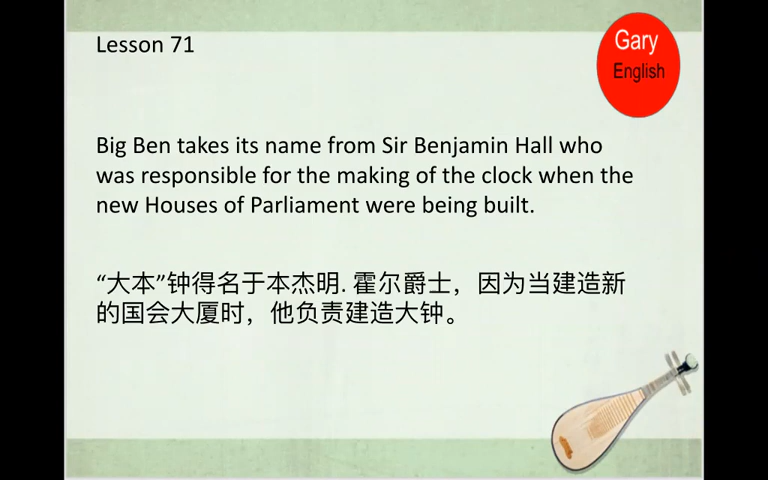 Lesson 71
Gary
English
Big Ben takes its name from Sir Benjamin Hall who
was responsible for the making of the clock when the
new Houses of Parliament were being built.
“大本”钟得名于本杰明. 霍尔爵士，因为当建造新
的国会大厦时，他负责建造大钟。